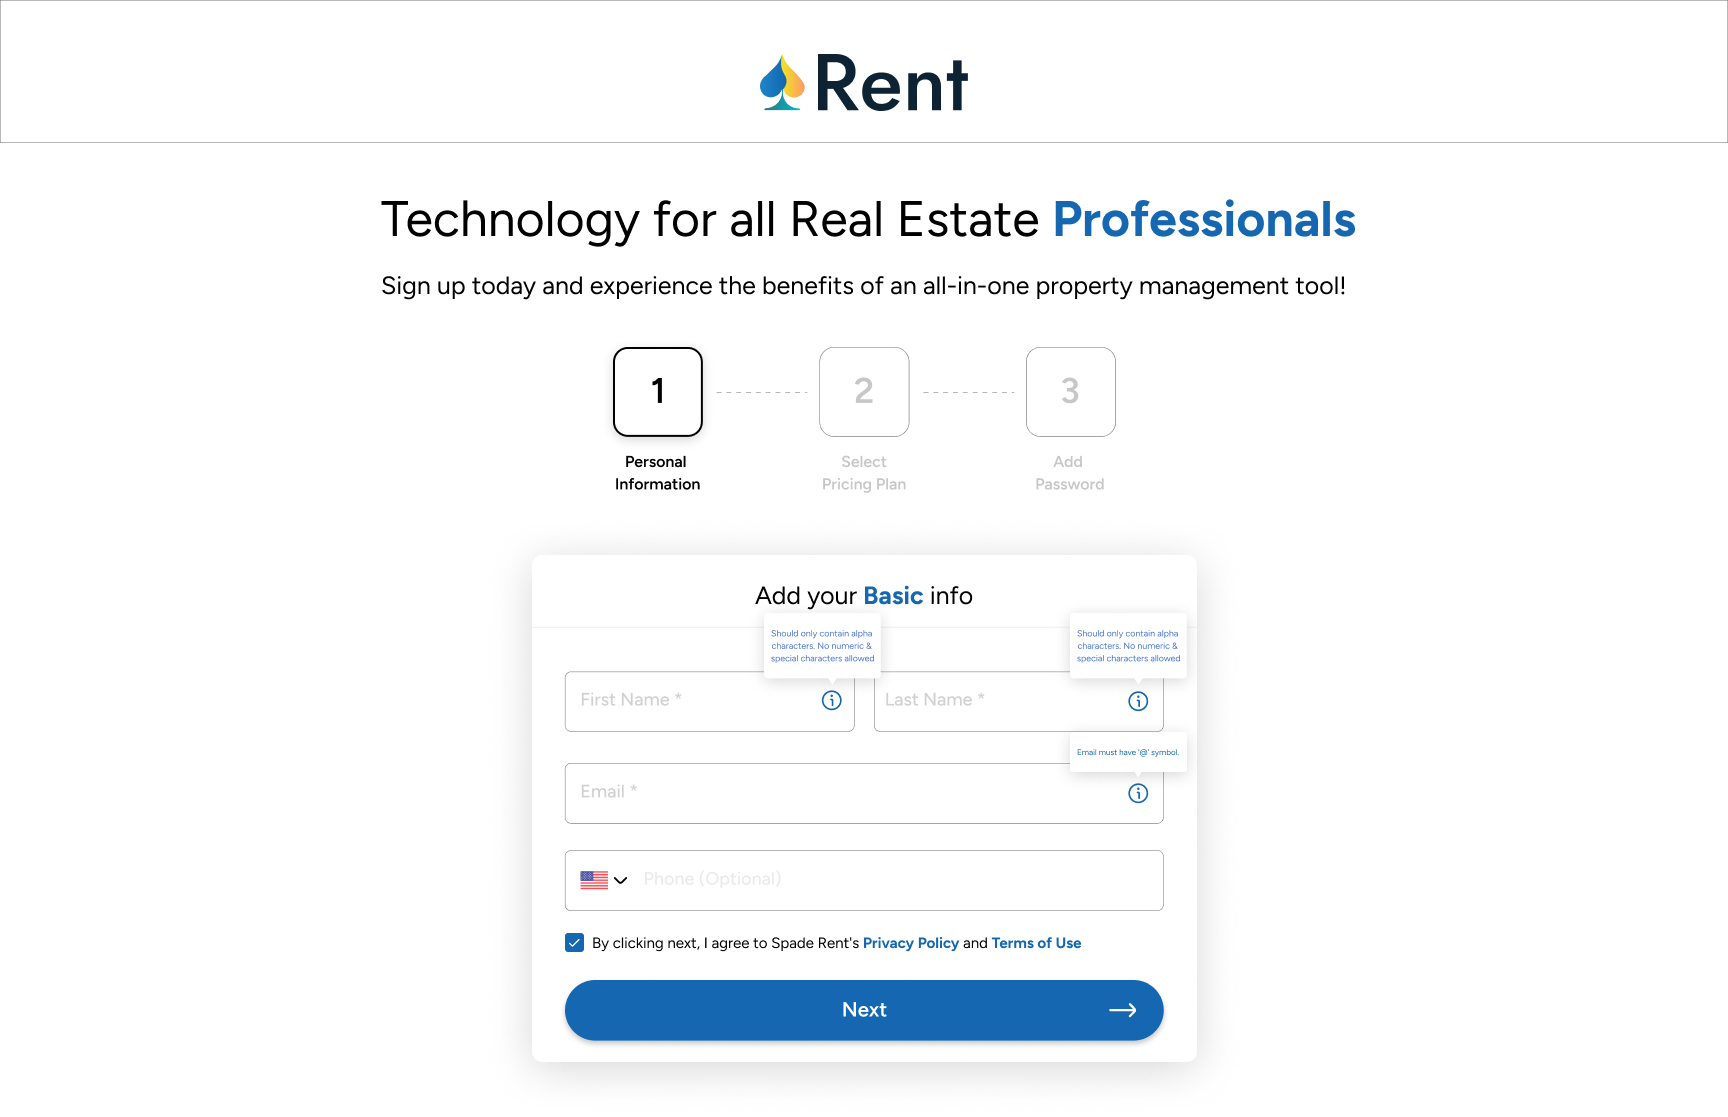 Rent
Technology for all Real Estate Professionals
Sign up today and experience the benefits of an all-in-one property management tool!
1
2
3
Personal
Information
Select
Pricing Plan
Add
Password
Add your Basic info
Should only contain alpha
characters. No numeric &
special characters allowed
Should only contain alpha
characters. No numeric &
special characters allowed
First Name *
Last Name *
Email must have '@' symbol.
Email *
Phone (Optional)
By clicking next, I agree to Spade Rent's Privacy Policy and Terms of Use
Next